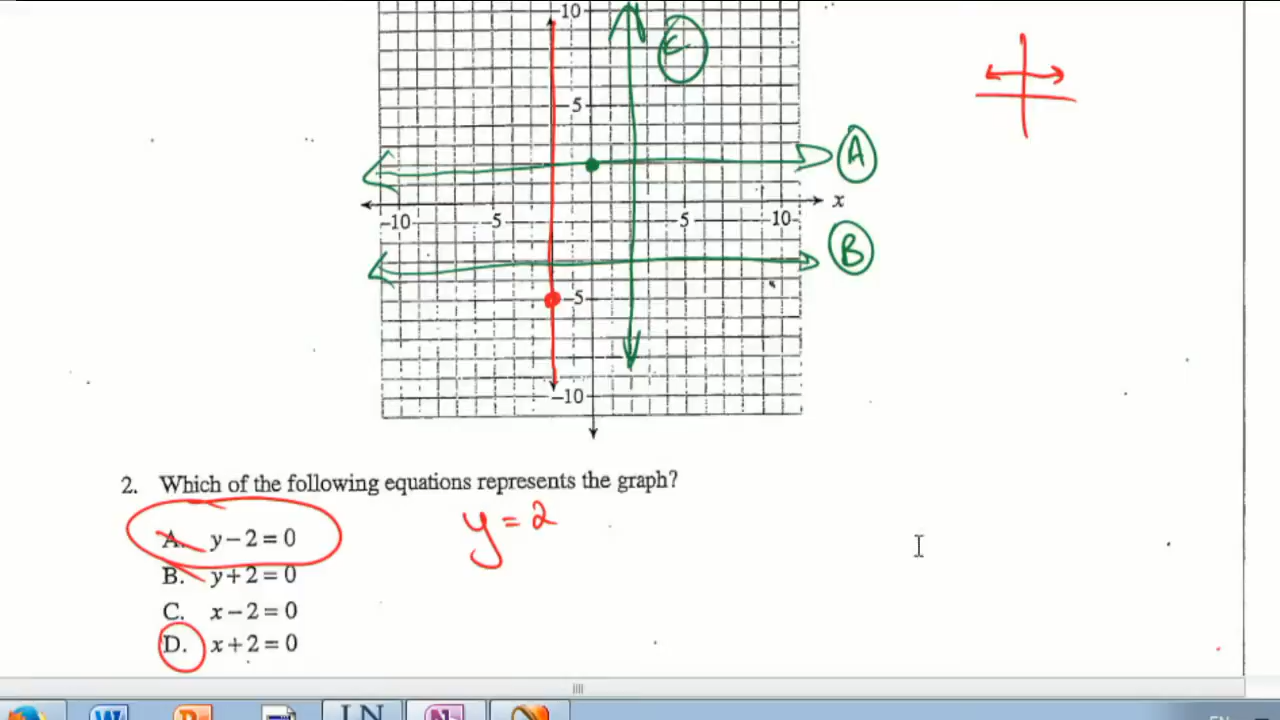 10
C
5
A
x
-10 -5 5 10
B
-5
-10
2. Which of the following equations represents the graph?
y = 2
A. y − 2 = 0
B. y + 2 = 0
C. x − 2 = 0
D. x + 2 = 0
EN